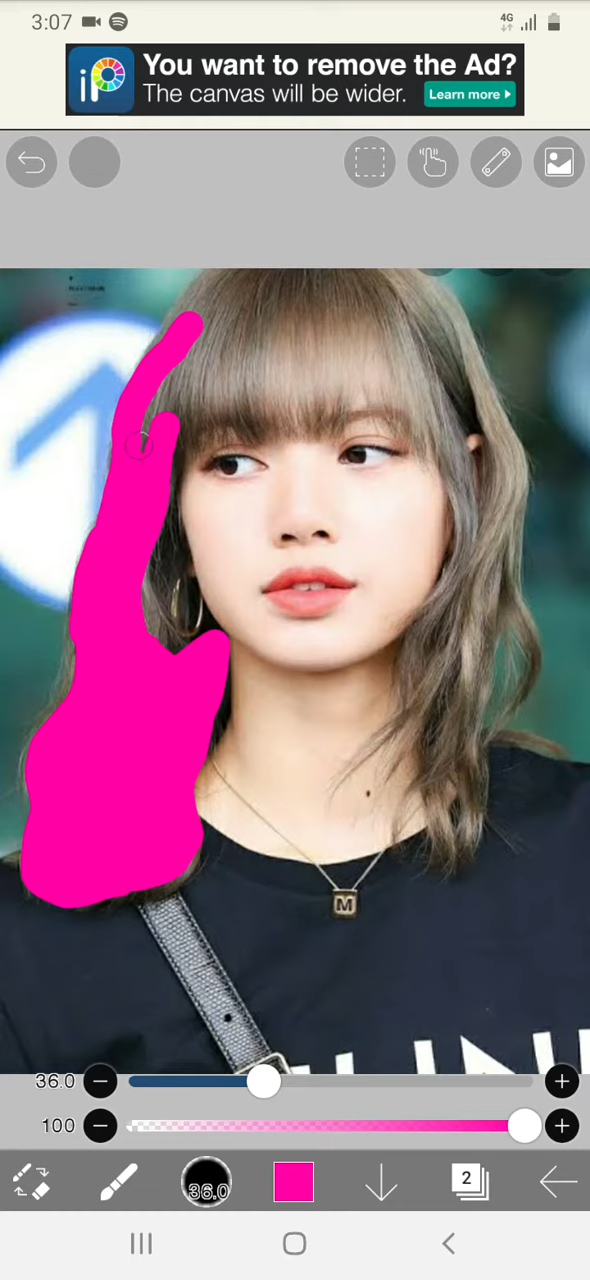 3:07
4G
iP
You want to remove the Ad?
The canvas will be wider.
Learn more
M
36.0
100
36.0
2